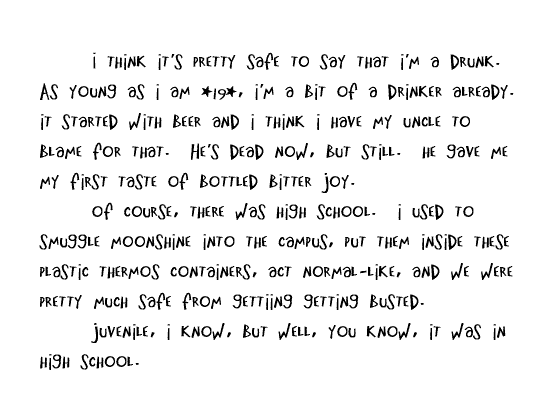 i think it's pretty safe to say that i'm a drunk.
As young as i am *19*, i'm a bit of a drinker already.
it started with beer and i think i have my uncle to
blame for that. He's dead now, but still. he gave me
my first taste of bottled bitter joy.
Of course, there was high school. i used to
smuggle moonshine into the campus, put them inside these
plastic thermos containers, act normal-like, and we were
pretty much safe from gettiing getting busted.
juvenile, i know, but well, you know, it was in
high school.